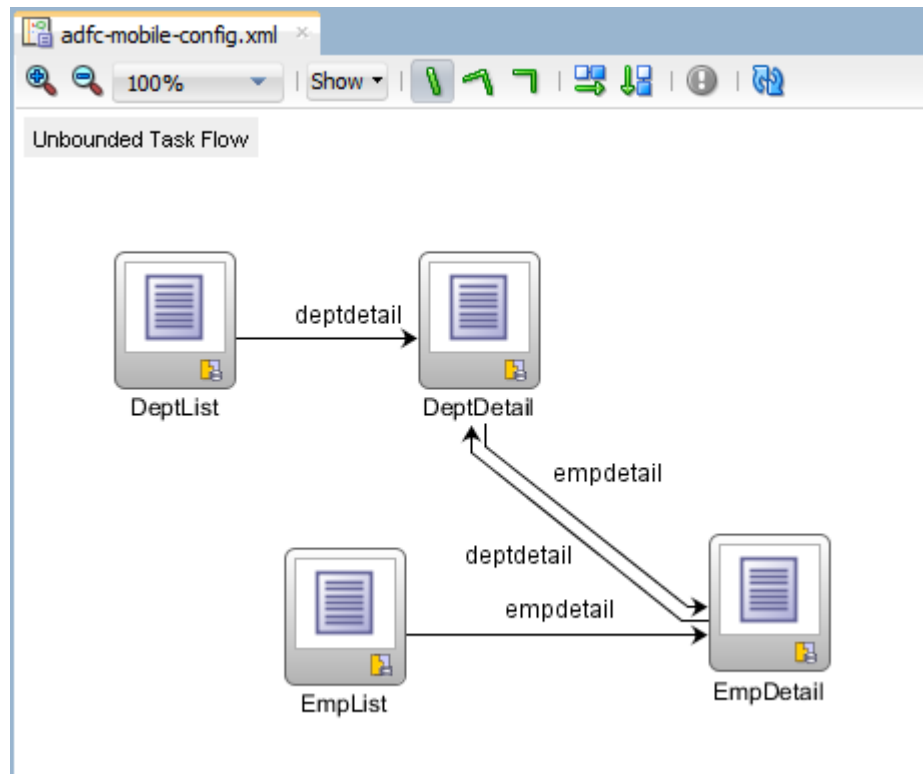 adfc-mobile-config.xml
100% Show
Unbounded Task Flow
deptdetail
DeptList
DeptDetail
empdetail
deptdetail
empdetail
EmpList
EmpDetail